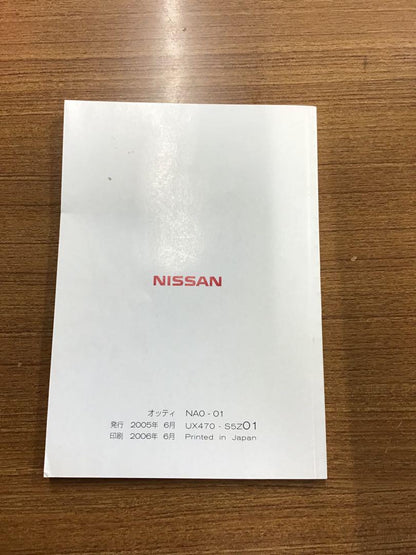 NISSAN
オッティ NA0 - 01
発行 2005年 6月 UX470 - S5Z01
印刷 2006年 6月 Printed in Japan